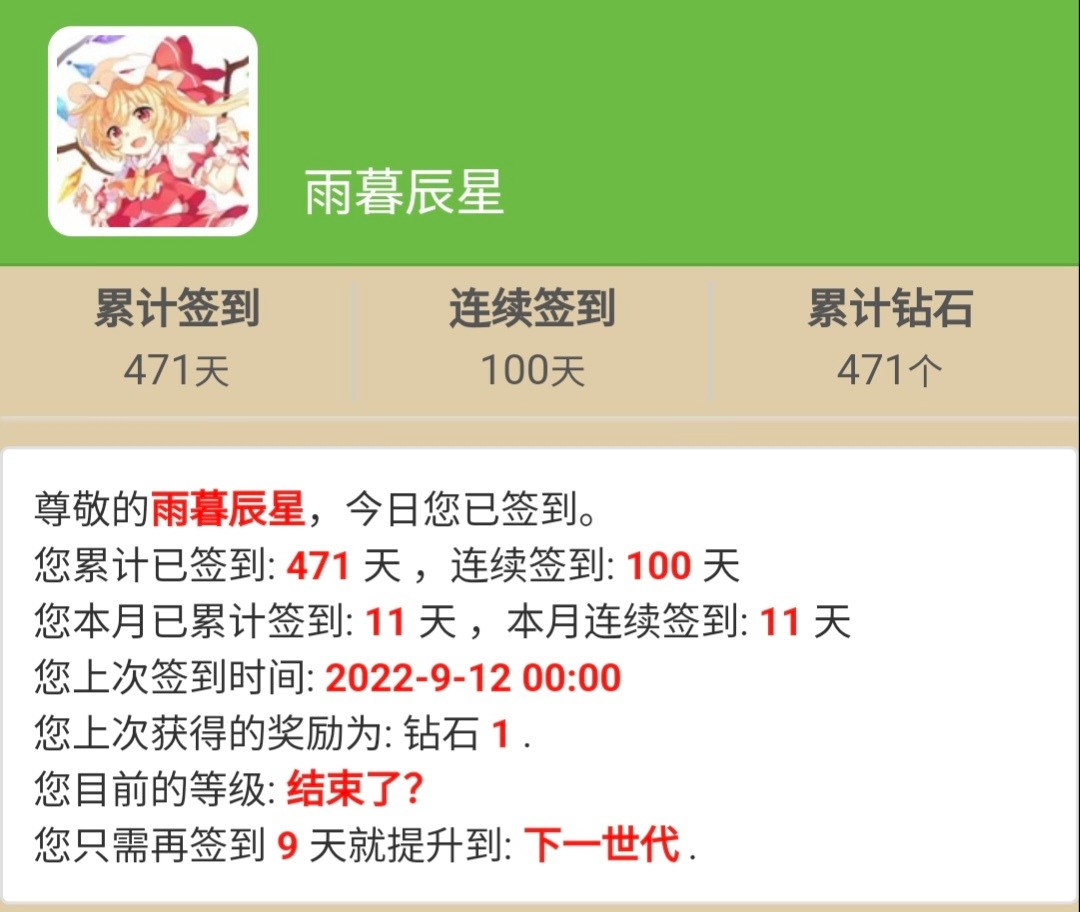 雨暮辰星
累计签到 连续签到 累计钻石
471天 100天 471个
尊敬的雨暮辰星，今日您已签到。
您累计已签到: 471 天 ，连续签到: 100 天
您本月已累计签到: 11 天 ，本月连续签到: 11 天
您上次签到时间: 2022-9-12 00:00
您上次获得的奖励为: 钻石 1 .
您目前的等级: 结束了？
您只需再签到 9 天就提升到: 下一世代 .